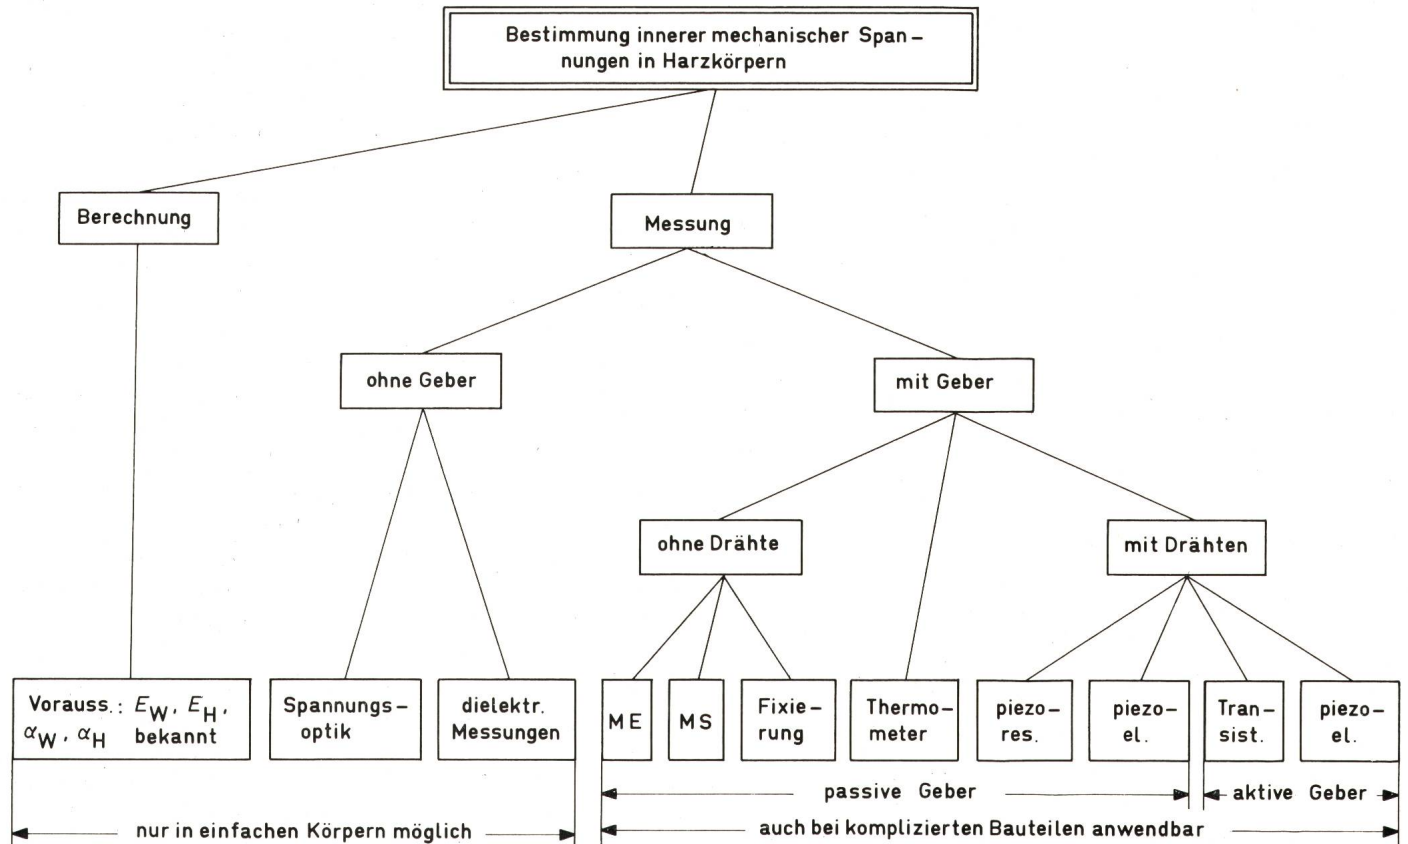 Bestimmung innerer mechanischer Span-
nungen in Harzkörpern
Berechnung
Messung
ohne Geber
mit Geber
ohne Drähte
mit Drähten
Vorauss.: E_W, E_H,
α_W, α_H bekannt
Spannungs-
optik
dielektr.
Messungen
ME
MS
Fixie-
rung
Thermo-
meter
piezo-
res.
piezo-
el.
Tran-
sist.
piezo-
el.
passive Geber
aktive Geber
nur in einfachen Körpern möglich
auch bei komplizierten Bauteilen anwendbar